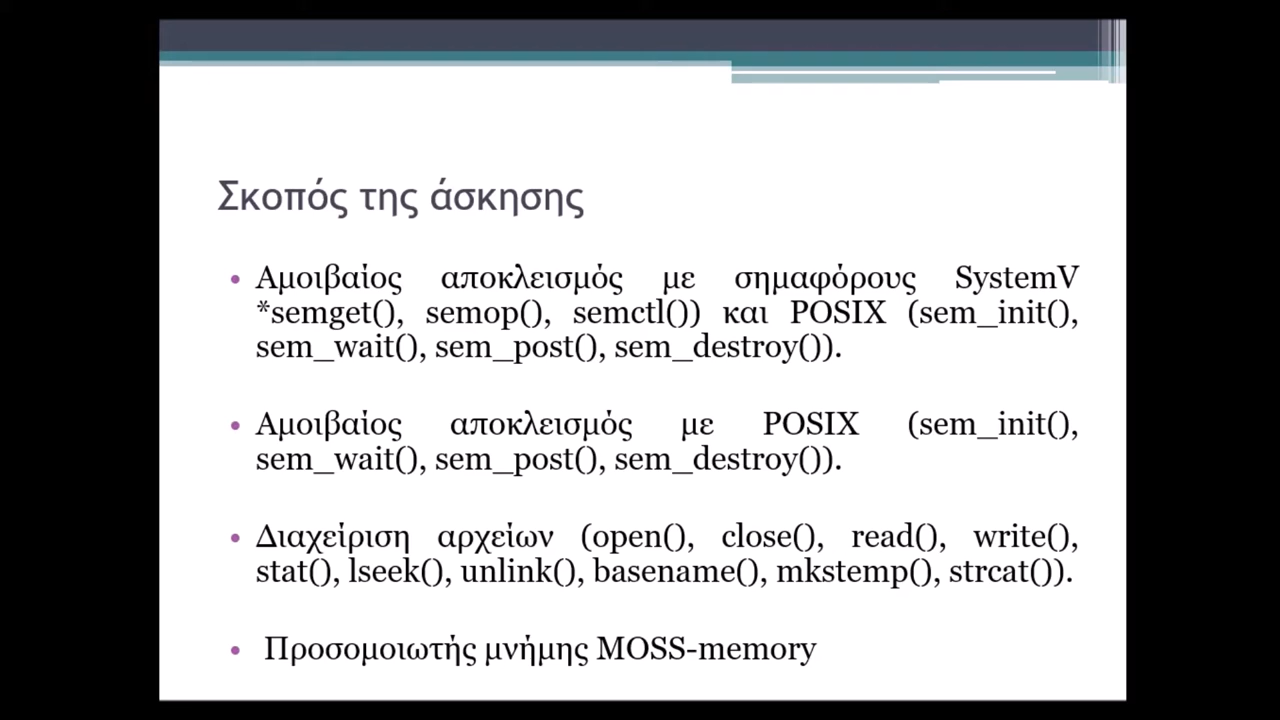 Σκοπός της άσκησης
• Αμοιβαίος αποκλεισμός με σημαφόρους SystemV
*semget(), semop(), semctl()) και POSIX (sem_init(),
sem_wait(), sem_post(), sem_destroy()).
• Αμοιβαίος αποκλεισμός με POSIX (sem_init(),
sem_wait(), sem_post(), sem_destroy()).
• Διαχείριση αρχείων (open(), close(), read(), write(),
stat(), lseek(), unlink(), basename(), mkstemp(), strcat()).
• Προσομοιωτής μνήμης MOSS-memory